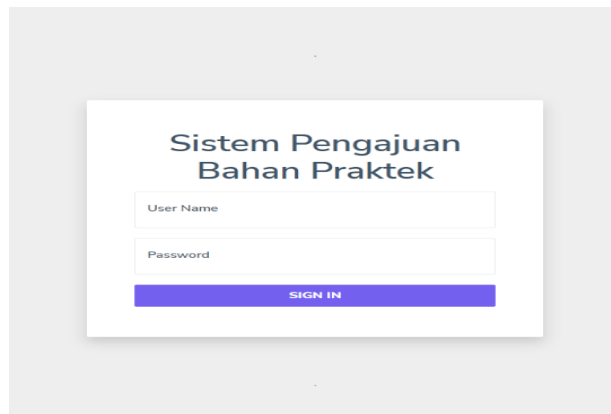 Sistem Pengajuan
Bahan Praktek
User Name
Password
SIGN IN